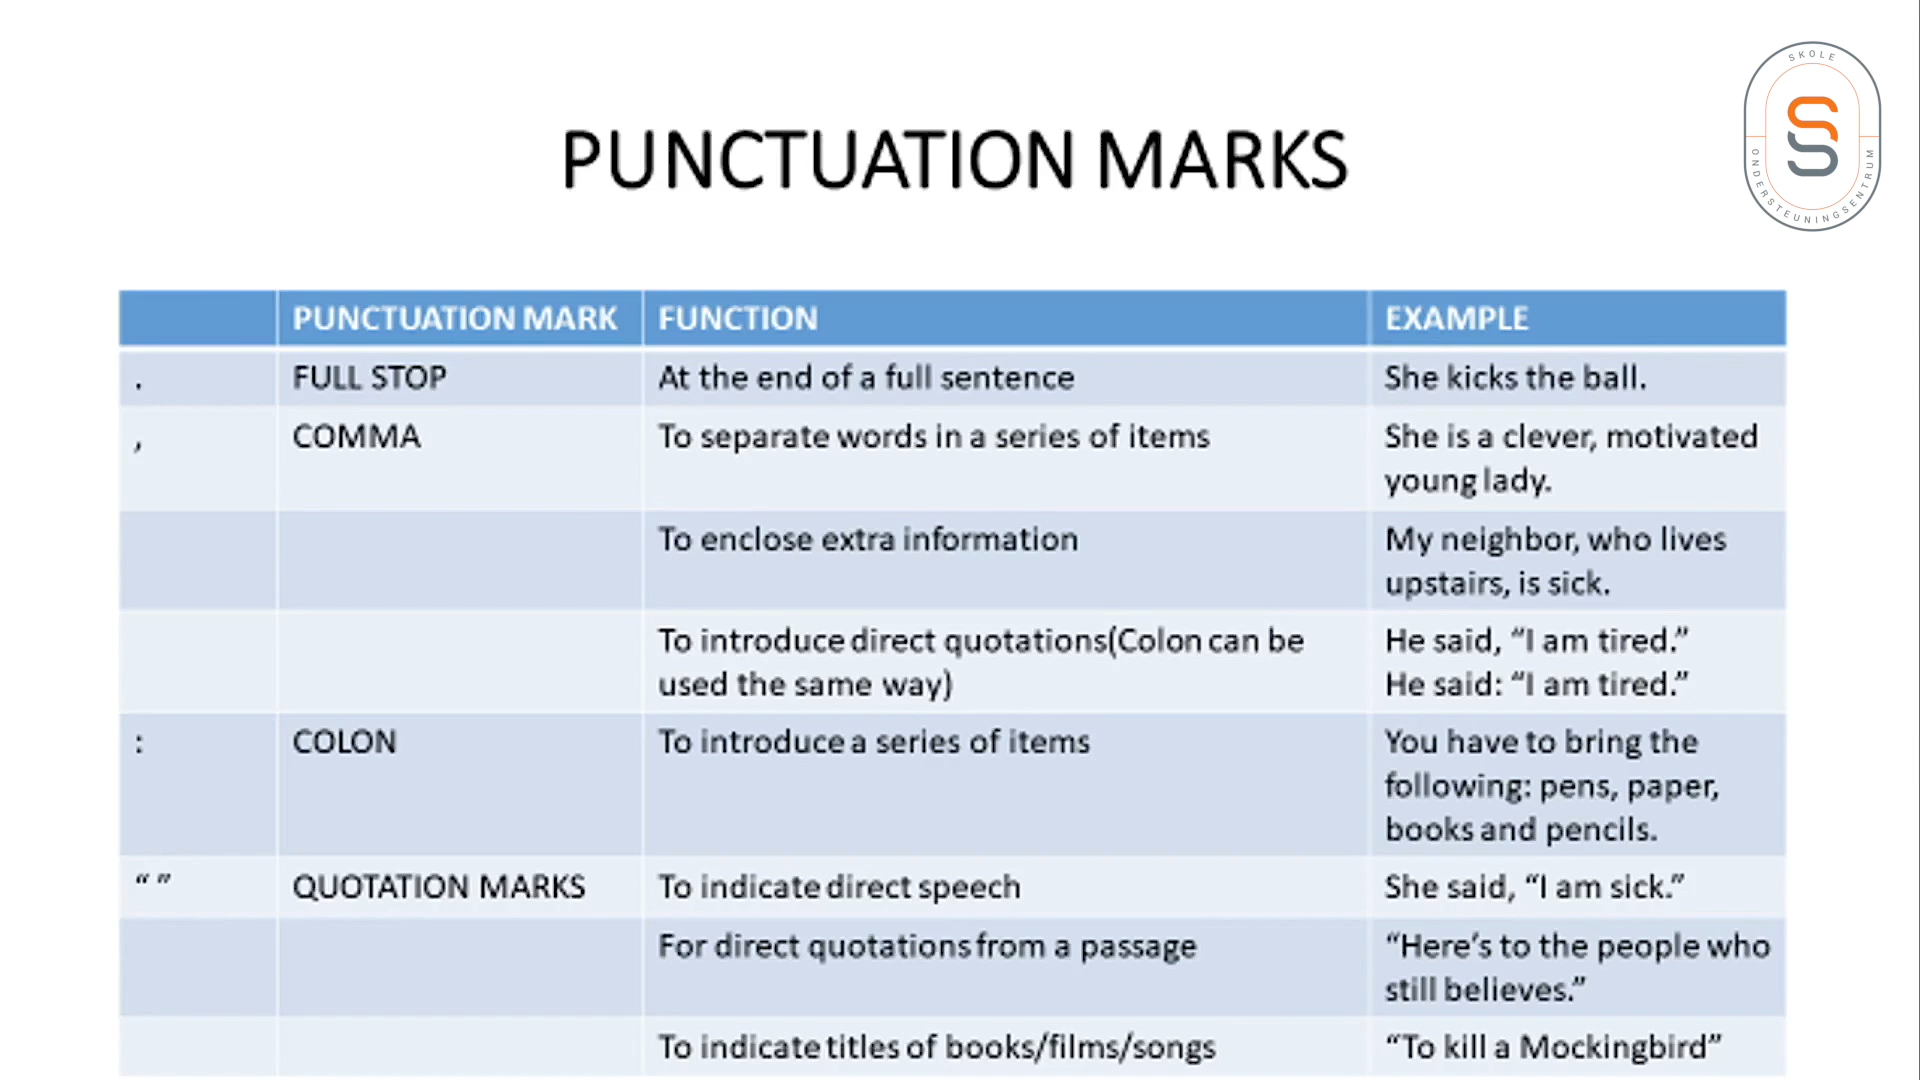 SKOLE
ONDERSTEUNINGSENTRUM
PUNCTUATION MARKS
PUNCTUATION MARK FUNCTION EXAMPLE
. FULL STOP At the end of a full sentence She kicks the ball.
, COMMA To separate words in a series of items She is a clever, motivated
young lady.
To enclose extra information My neighbor, who lives
upstairs, is sick.
To introduce direct quotations(Colon can be He said, “I am tired.”
used the same way) He said: “I am tired.”
: COLON To introduce a series of items You have to bring the
following: pens, paper,
books and pencils.
“ ” QUOTATION MARKS To indicate direct speech She said, “I am sick.”
For direct quotations from a passage “Here’s to the people who
still believes.”
To indicate titles of books/films/songs “To kill a Mockingbird”